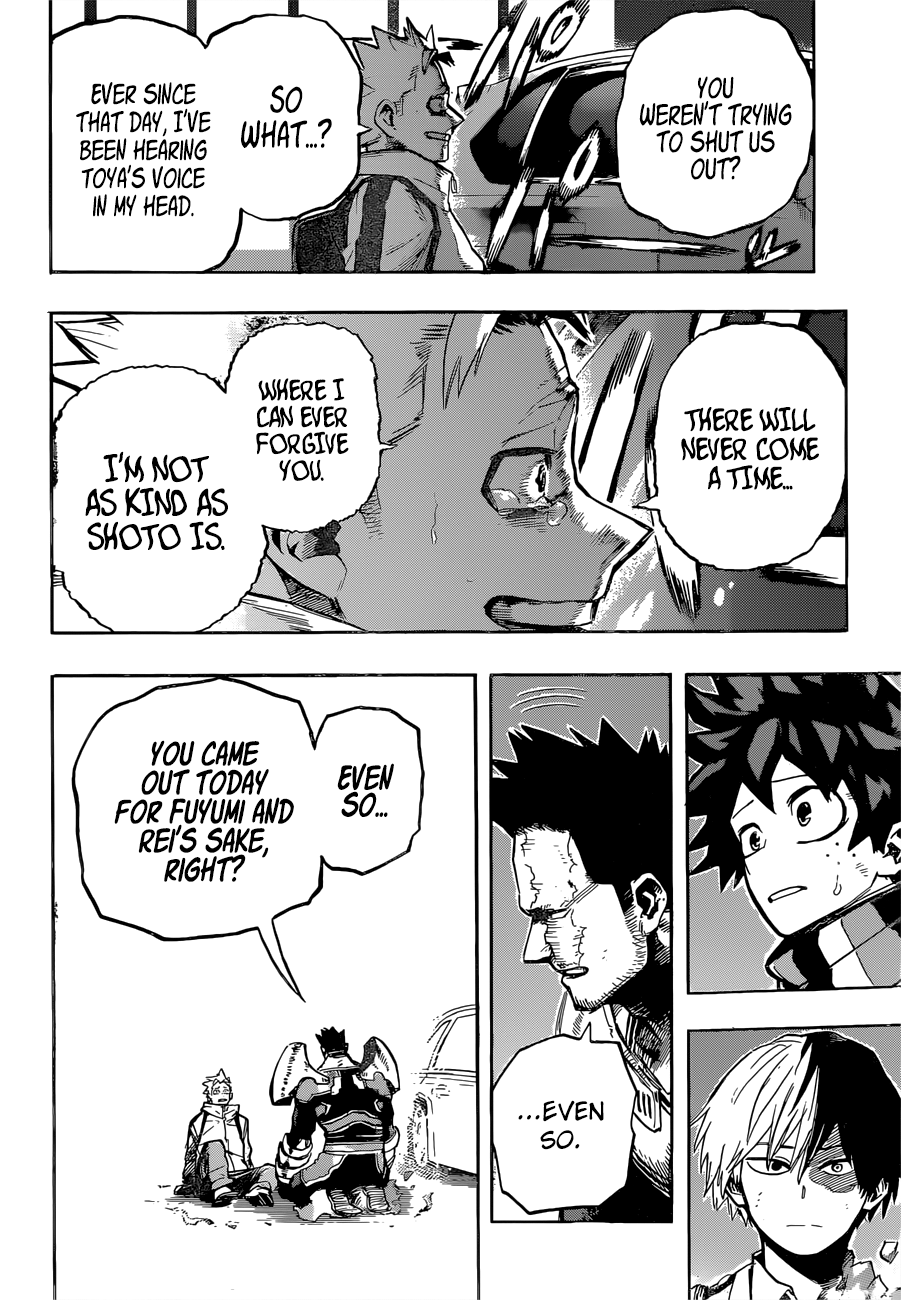 YOU
WEREN'T TRYING
TO SHUT US
OUT?
SO
WHAT...?
EVER SINCE
THAT DAY, I'VE
BEEN HEARING
TOYA'S VOICE
IN MY HEAD.
THERE WILL
NEVER COME
A TIME...
WHERE I
CAN EVER
FORGIVE
YOU.
I'M NOT
AS KIND AS
SHOTO IS.
...EVEN
SO.
EVEN
SO...
YOU CAME
OUT TODAY
FOR FUYUMI AND
REI'S SAKE,
RIGHT?